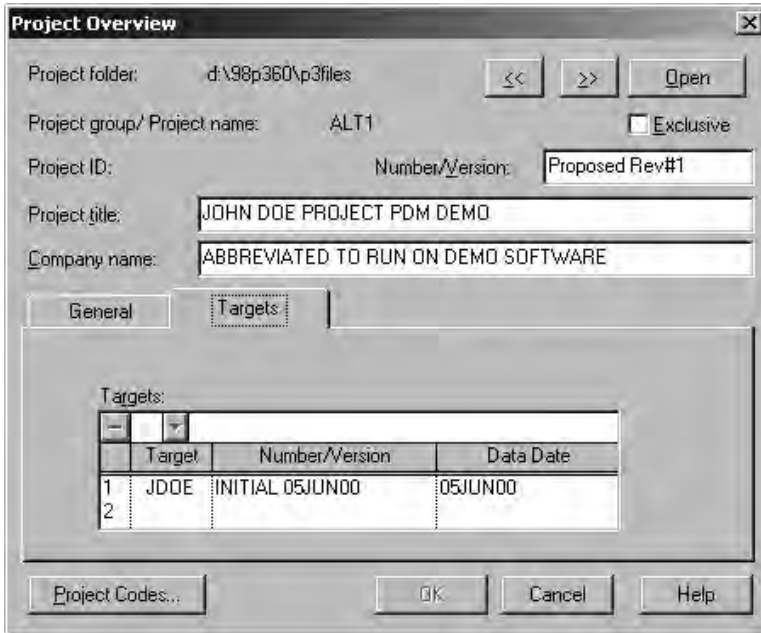 Project Overview
Project folder: d:\98p360\p3files << >> Open
Project group/ Project name: ALT1 Exclusive
Project ID: Number/Version: Proposed Rev#1
Project title: JOHN DOE PROJECT PDM DEMO
Company name: ABBREVIATED TO RUN ON DEMO SOFTWARE
General Targets
Targets:
Target Number/Version Data Date
1 JDOE INITIAL 05JUN00 05JUN00
2
Project Codes... OK Cancel Help